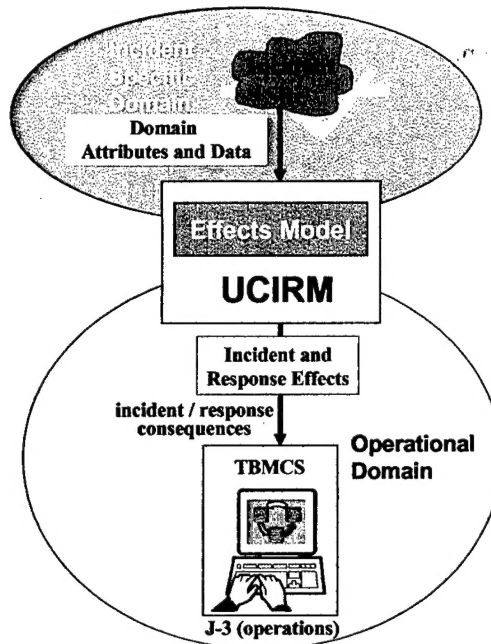 Incident
Specific
Domain
Domain
Attributes and Data
Effects Model
UCIRM
Incident and
Response Effects
incident / response
consequences
Operational
Domain
TBMCS
J-3 (operations)